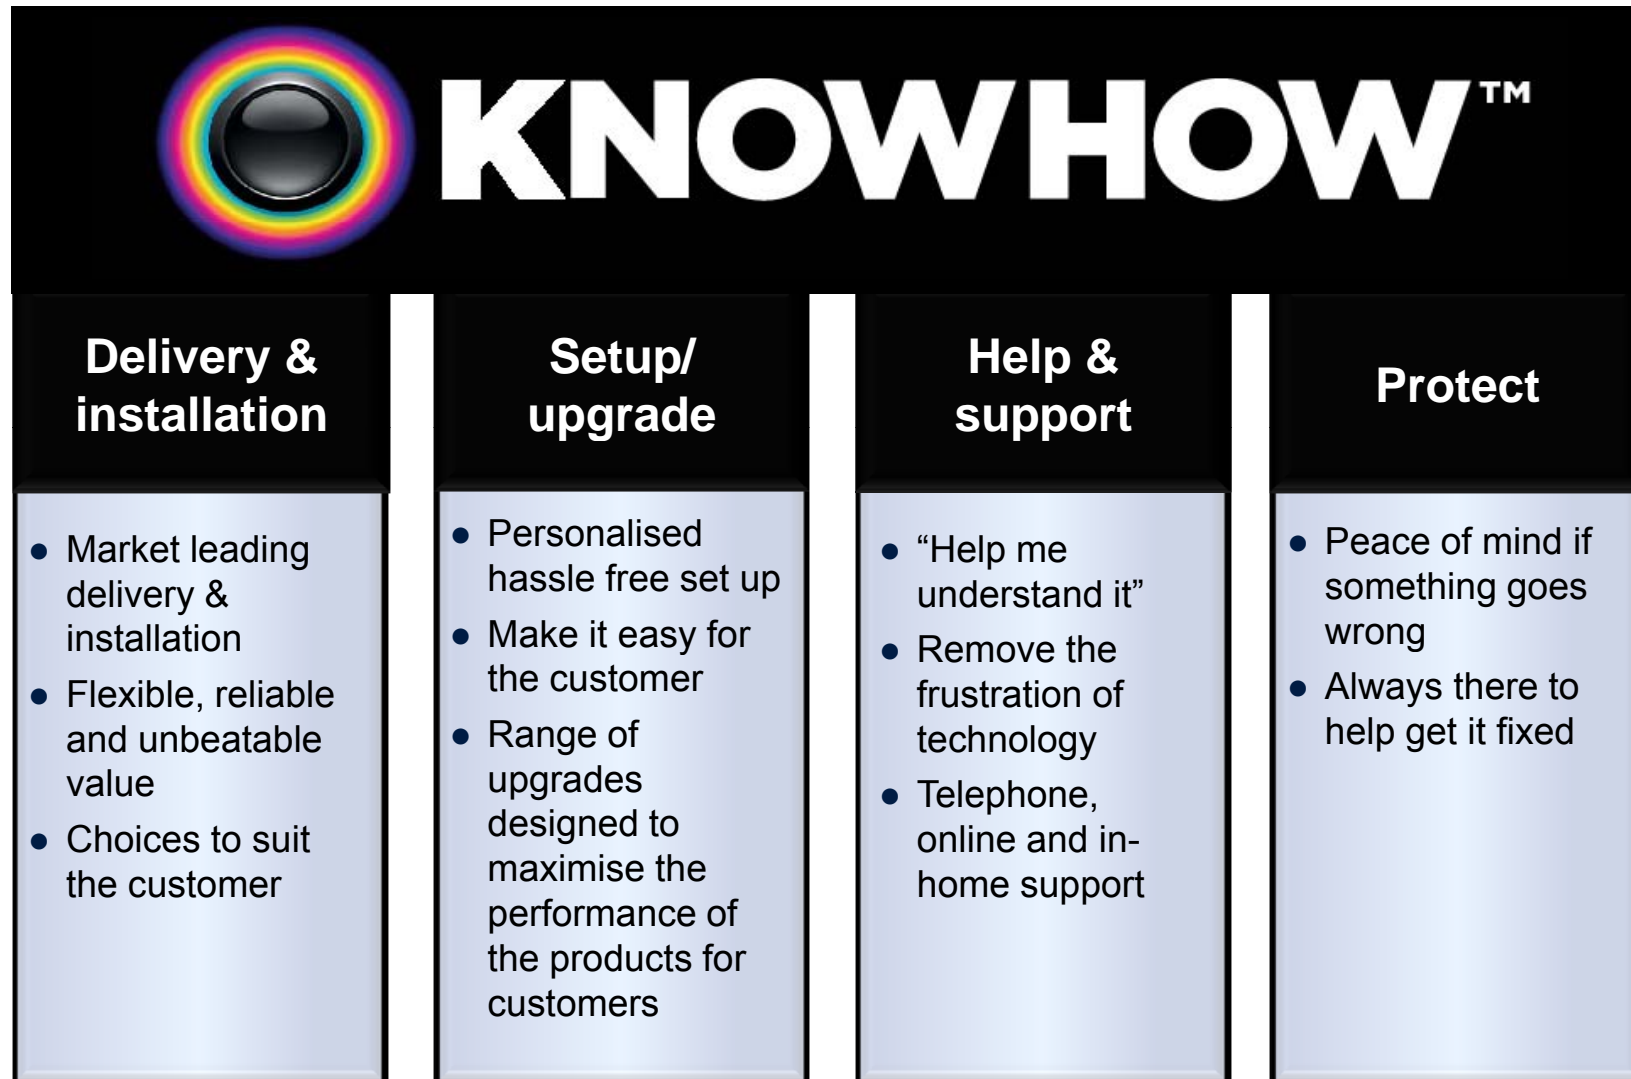 KNOWHOW™
Delivery &
installation
● Market leading
delivery &
installation
● Flexible, reliable
and unbeatable
value
● Choices to suit
the customer
Setup/
upgrade
● Personalised
hassle free set up
● Make it easy for
the customer
● Range of
upgrades
designed to
maximise the
performance of
the products for
customers
Help &
support
● “Help me
understand it”
● Remove the
frustration of
technology
● Telephone,
online and in-
home support
Protect
● Peace of mind if
something goes
wrong
● Always there to
help get it fixed